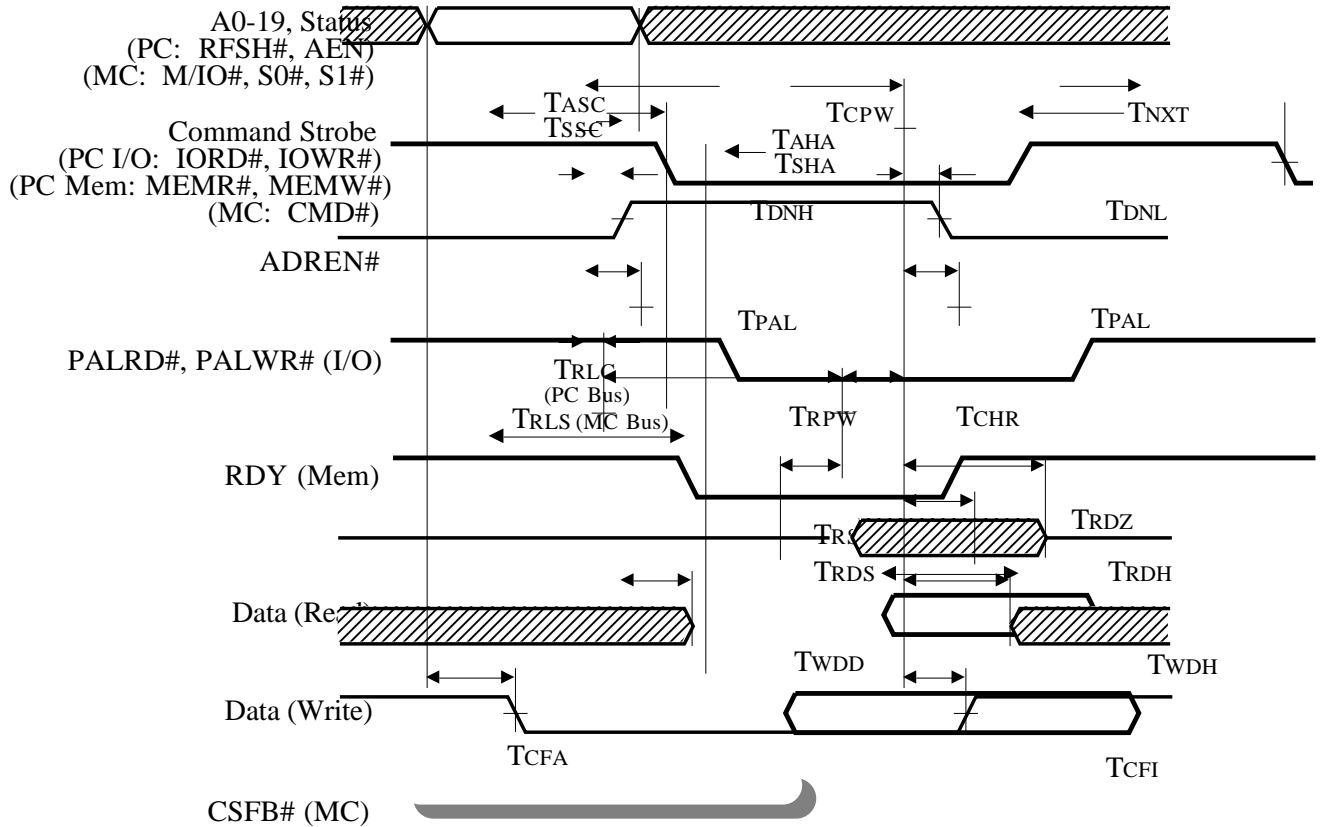 A0-19, Status
(PC: RFSH#, AEN)
(MC: M/IO#, S0#, S1#)
TASC
TSSC
TCPW
TNXT
TAHA
TSHA
Command Strobe
(PC I/O: IORD#, IOWR#)
(PC Mem: MEMR#, MEMW#)
(MC: CMD#)
TDNH
TDNL
ADREN#
TPAL
TPAL
PALRD#, PALWR# (I/O)
TRLC
(PC Bus)
TRLS (MC Bus)
TRPW
TCHR
RDY (Mem)
TRDZ
TRDS
TRDH
Data
TWDD
TWDH
Data (Write)
TCFA
TCFI
CSFB# (MC)